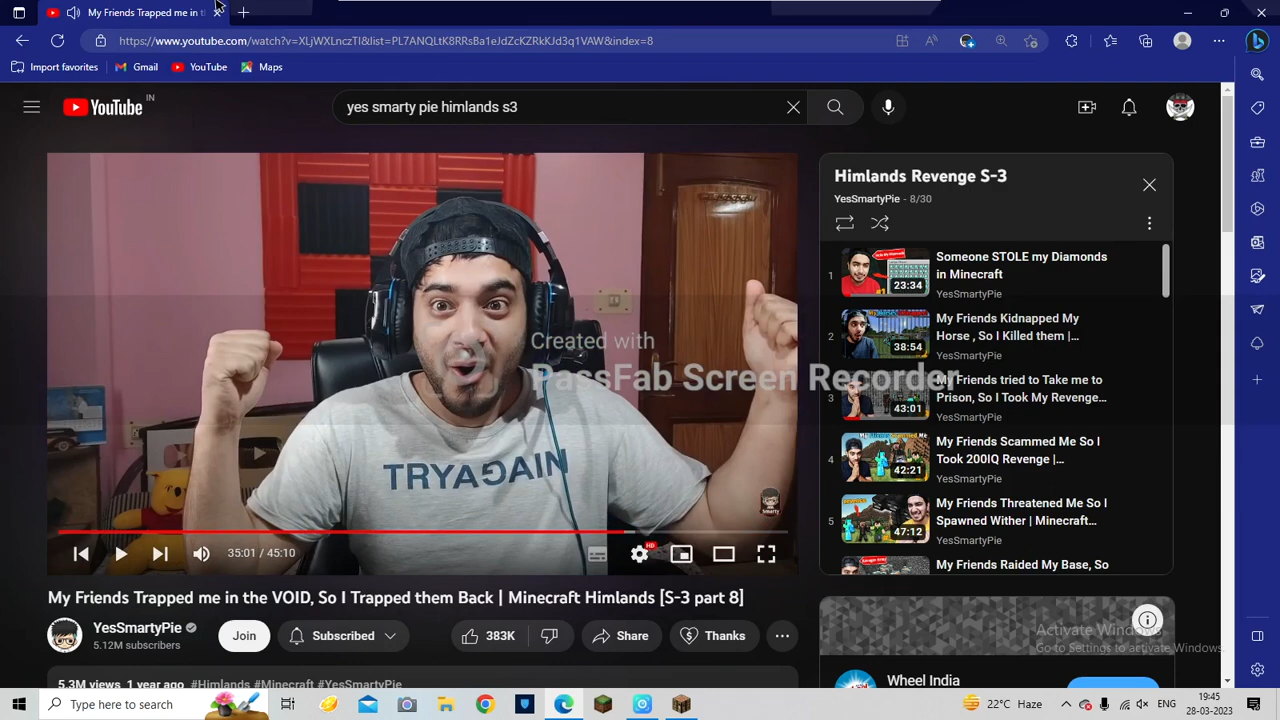 My Friends Trapped me in t
https://www.youtube.com/watch?v=XLjWXLnczTI&list=PL7ANQLtK8RRsBa1eJdZcKZRkKJd3q1VAW&index=8
Import favorites
Gmail
YouTube
Maps
YouTube IN
yes smarty pie himlands s3
Himlands Revenge S-3
YesSmartyPie - 8/30
1
23:34
Someone STOLE my Diamonds
in Minecraft
YesSmartyPie
2
38:54
My Friends Kidnapped My
Horse , So I Killed them |...
YesSmartyPie
3
43:01
My Friends tried to Take me to
Prison, So I Took My Revenge...
YesSmartyPie
4
42:21
My Friends Scammed Me So I
Took 200IQ Revenge |...
YesSmartyPie
5
47:12
My Friends Threatened Me So I
Spawned Wither | Minecraft...
YesSmartyPie
My Friends Raided My Base, So
Created with
PassFab Screen Recorder
TRYAGAIN
Smarty
35:01 / 45:10
HD
My Friends Trapped me in the VOID, So I Trapped them Back | Minecraft Himlands [S-3 part 8]
YesSmartyPie
5.12M subscribers
Join
Subscribed
383K
Share
Thanks
5.3M views 1 year ago #Himlands #Minecraft #YesSmartyPie
Activate Windows
Go to Settings to activate Windows.
Wheel India
Type here to search
22°C Haze
ENG
19:45
28-03-2023